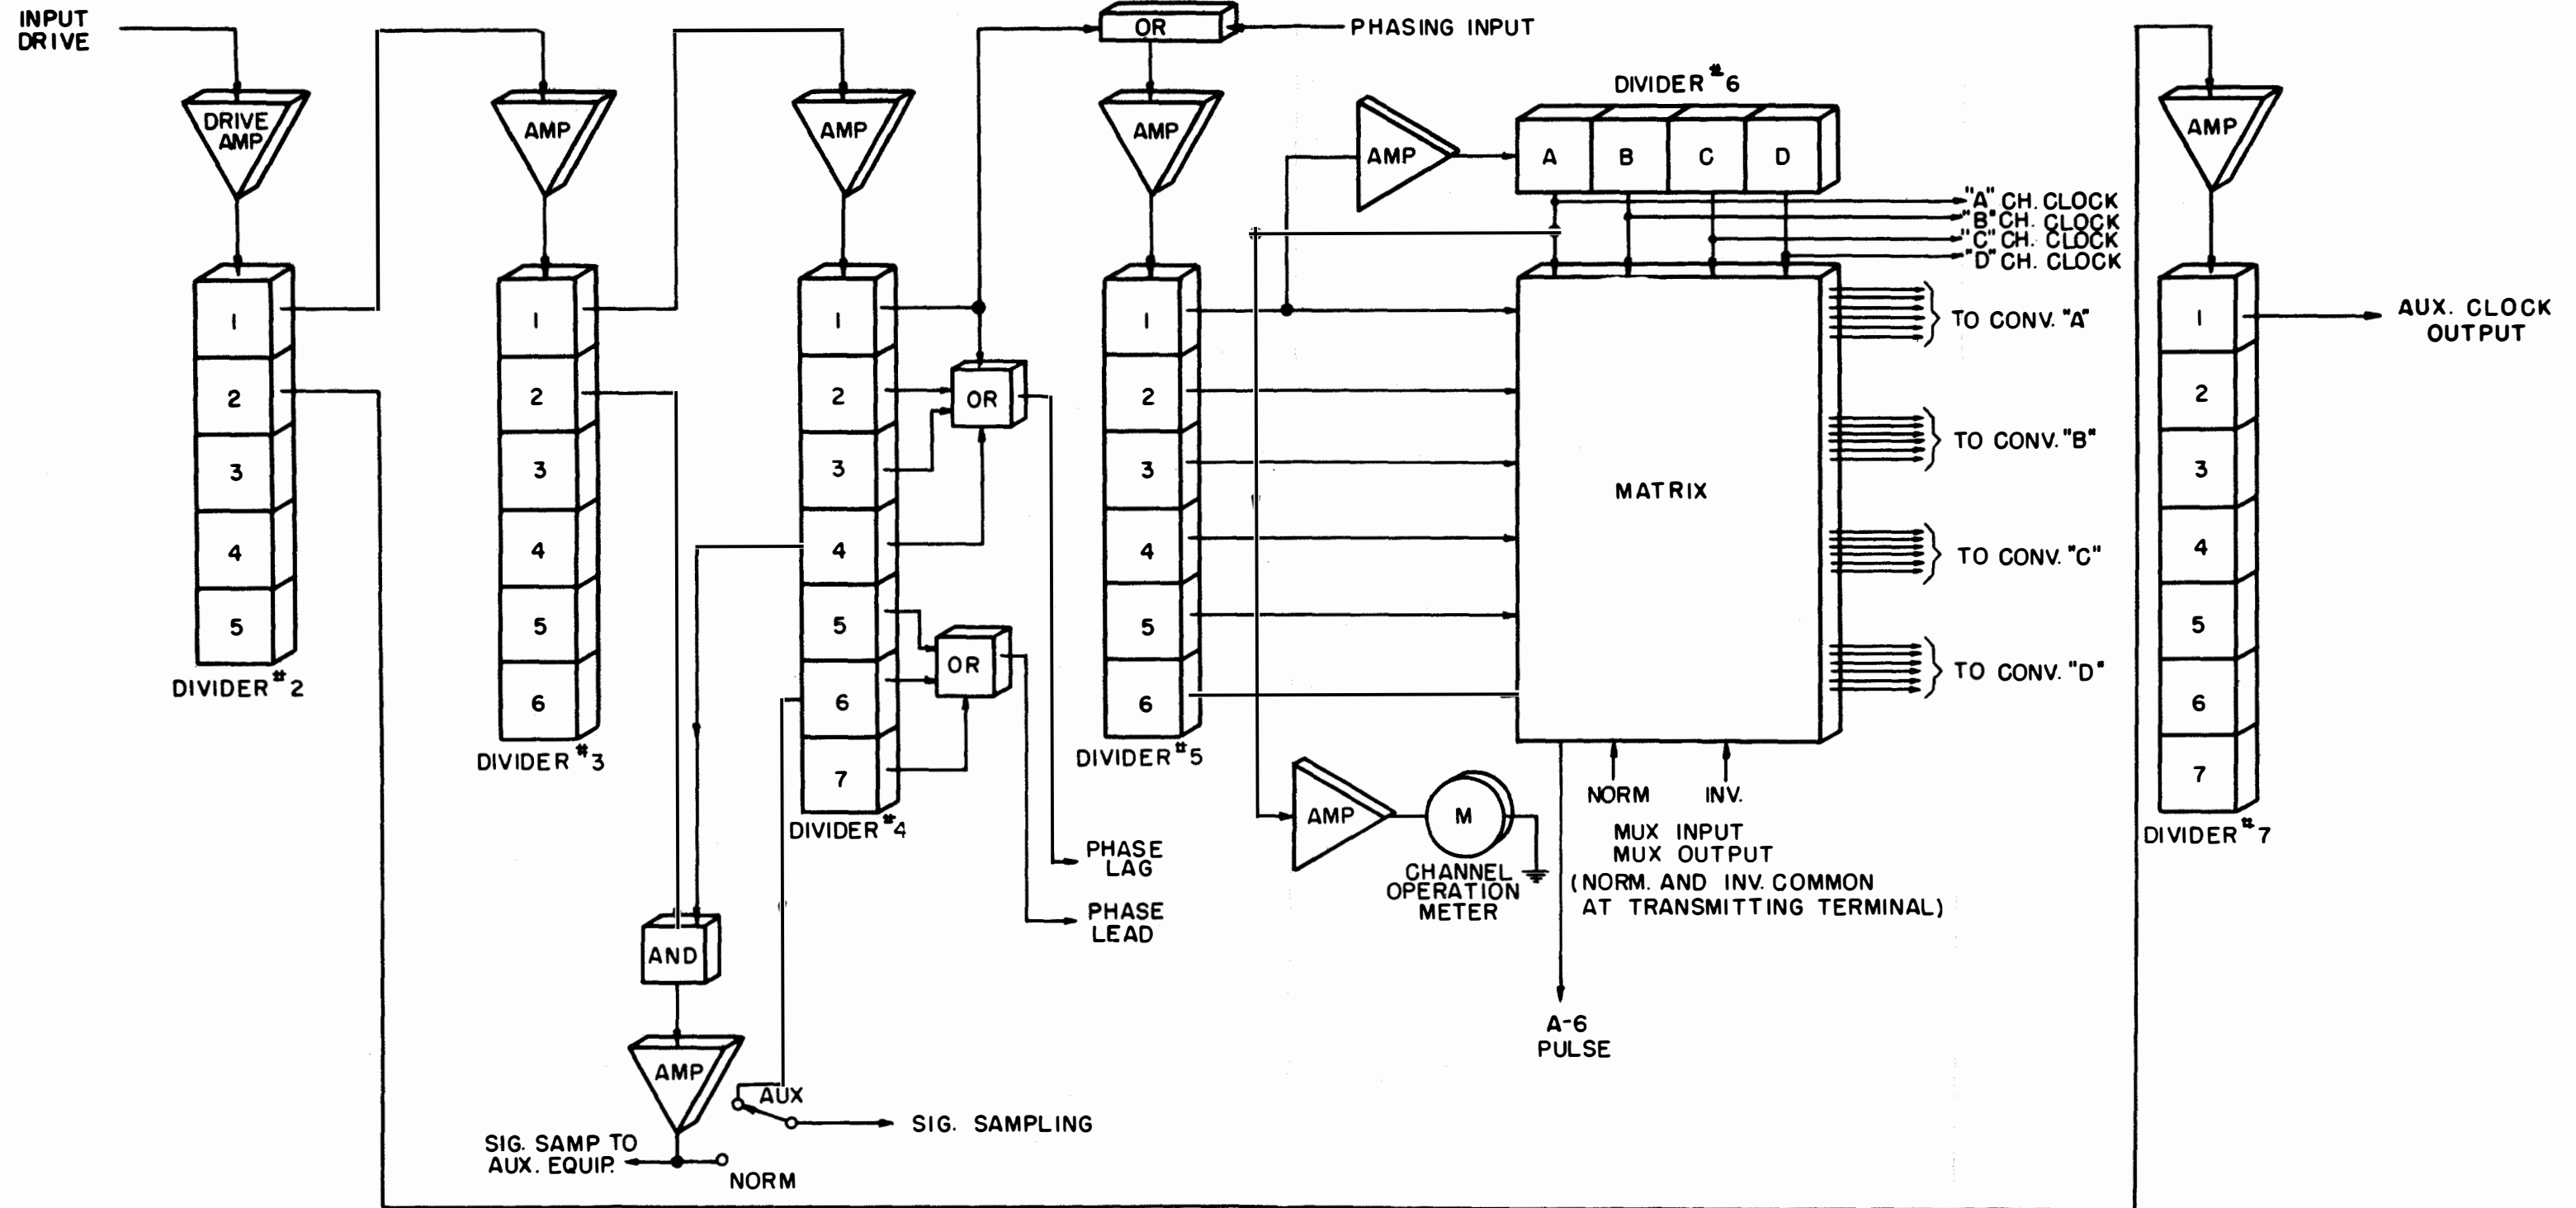 INPUT
DRIVE
OR
PHASING INPUT
DRIVE
AMP
AMP
AMP
AMP
AMP
DIVIDER #6
A
B
C
D
AMP
"A" CH. CLOCK
"B" CH. CLOCK
"C" CH. CLOCK
"D" CH. CLOCK
1
2
3
4
5
DIVIDER #2
1
2
3
4
5
6
DIVIDER #3
1
2
3
4
5
6
7
DIVIDER #4
OR
OR
PHASE
LAG
PHASE
LEAD
1
2
3
4
5
6
DIVIDER #5
MATRIX
TO CONV. "A"
TO CONV. "B"
TO CONV. "C"
TO CONV. "D"
1
2
3
4
5
6
7
DIVIDER #7
AUX. CLOCK
OUTPUT
AMP
M
CHANNEL
OPERATION
METER
NORM
INV.
MUX INPUT
MUX OUTPUT
(NORM. AND INV. COMMON
AT TRANSMITTING TERMINAL)
A-6
PULSE
AND
AMP
AUX
SIG. SAMPLING
SIG. SAMP TO
AUX. EQUIP.
NORM